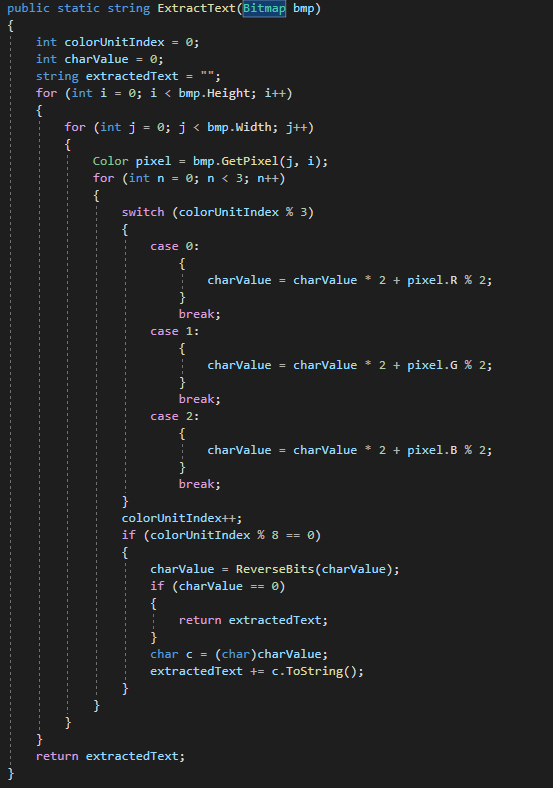 public static string ExtractText(Bitmap bmp)
{
    int colorUnitIndex = 0;
    int charValue = 0;
    string extractedText = "";
    for (int i = 0; i < bmp.Height; i++)
    {
        for (int j = 0; j < bmp.Width; j++)
        {
            Color pixel = bmp.GetPixel(j, i);
            for (int n = 0; n < 3; n++)
            {
                switch (colorUnitIndex % 3)
                {
                    case 0:
                        {
                            charValue = charValue * 2 + pixel.R % 2;
                        }
                        break;
                    case 1:
                        {
                            charValue = charValue * 2 + pixel.G % 2;
                        }
                        break;
                    case 2:
                        {
                            charValue = charValue * 2 + pixel.B % 2;
                        }
                        break;
                }
                colorUnitIndex++;
                if (colorUnitIndex % 8 == 0)
                {
                    charValue = ReverseBits(charValue);
                    if (charValue == 0)
                    {
                        return extractedText;
                    }
                    char c = (char)charValue;
                    extractedText += c.ToString();
                }
            }
        }
    }
    return extractedText;
}